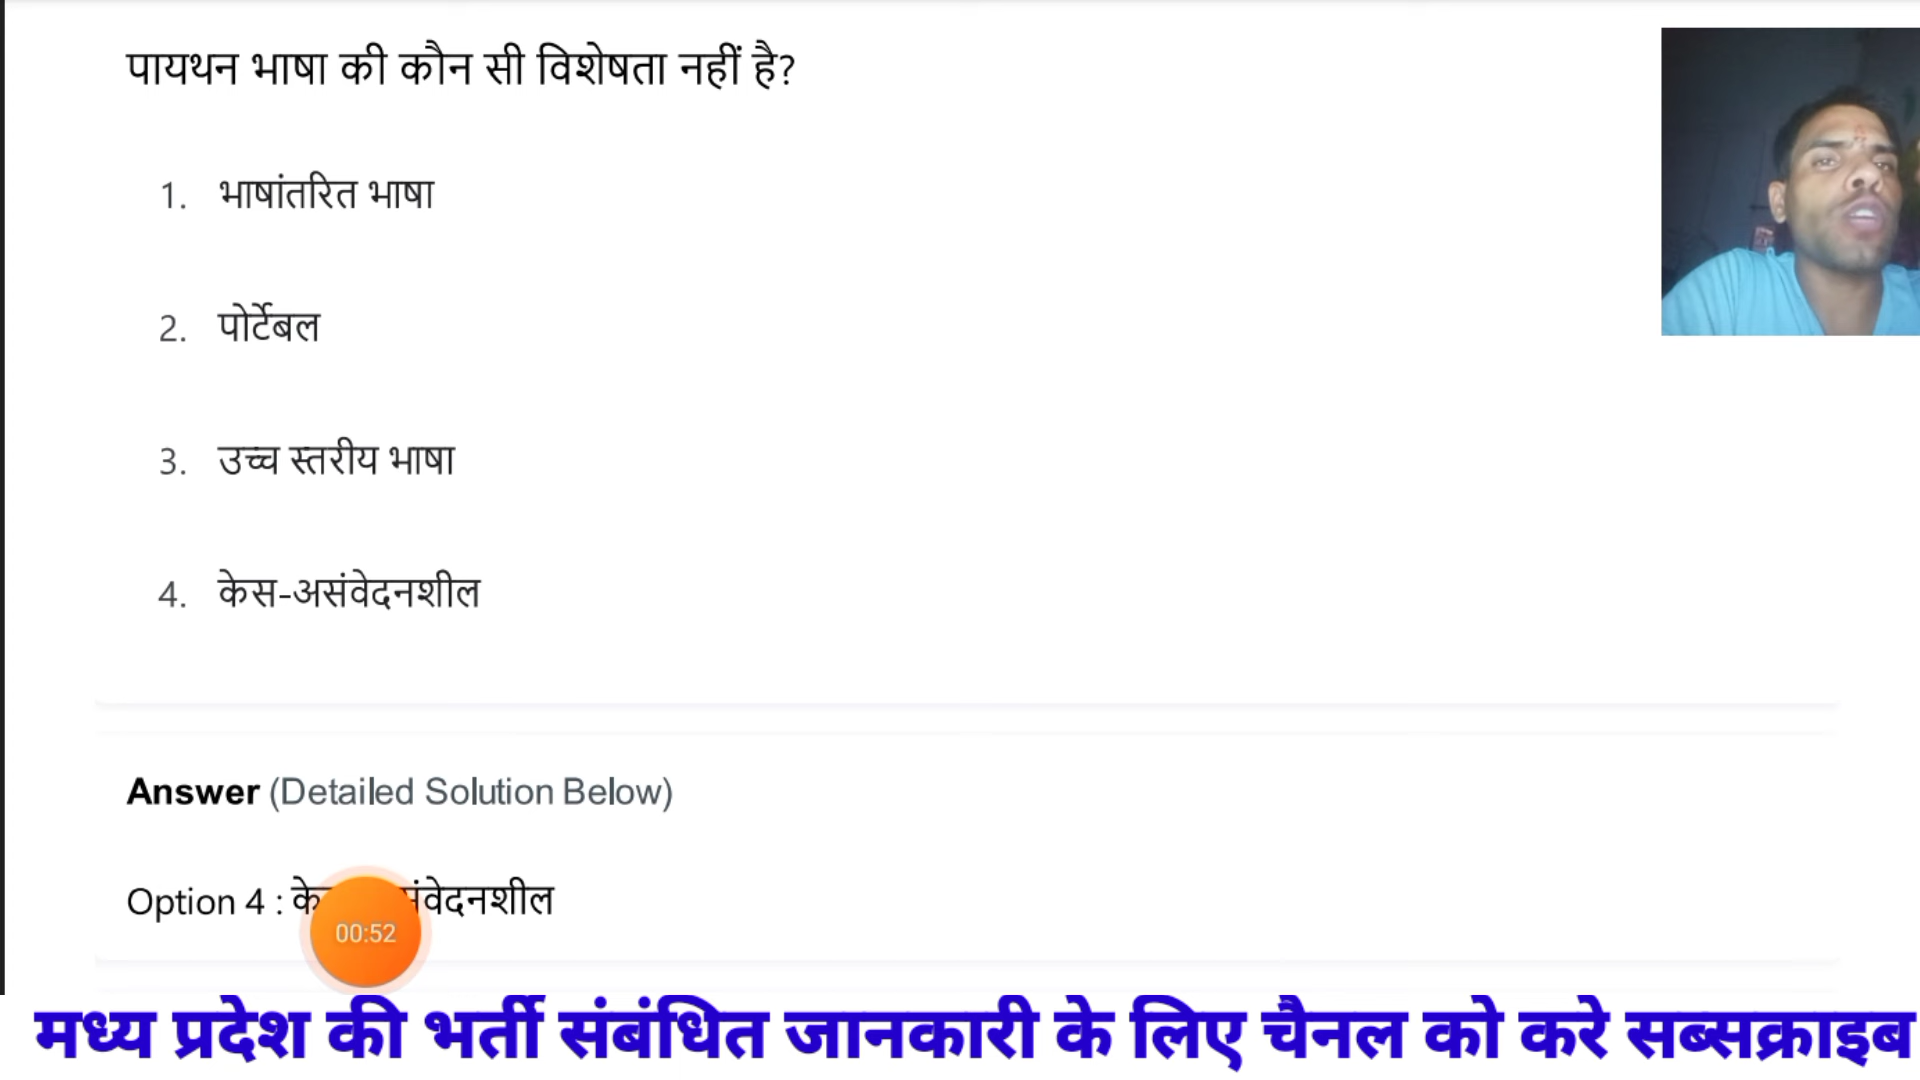 पायथन भाषा की कौन सी विशेषता नहीं है?
1. भाषांतरित भाषा
2. पोर्टेबल
3. उच्च स्तरीय भाषा
4. केस-असंवेदनशील
Answer (Detailed Solution Below)
Option 4 :
00:52
मध्य प्रदेश की भर्ती संबंधित जानकारी के लिए चैनल को करे सब्सक्राइब